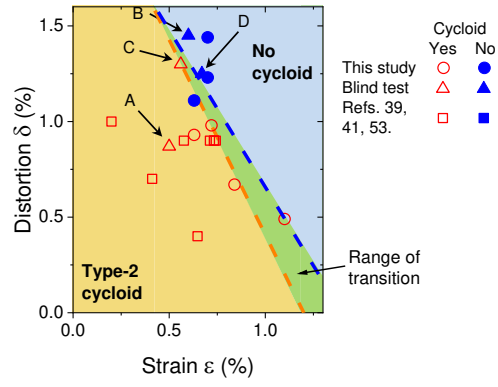 B
D
C
No
cycloid
A
Type-2
cycloid
Range of
transition
1.5
1.0
0.5
0.0
0.0
0.5
1.0
Distortion δ (%)
Strain ε (%)
Cycloid
Yes No
This study
Blind test
Refs. 39,
41, 53.